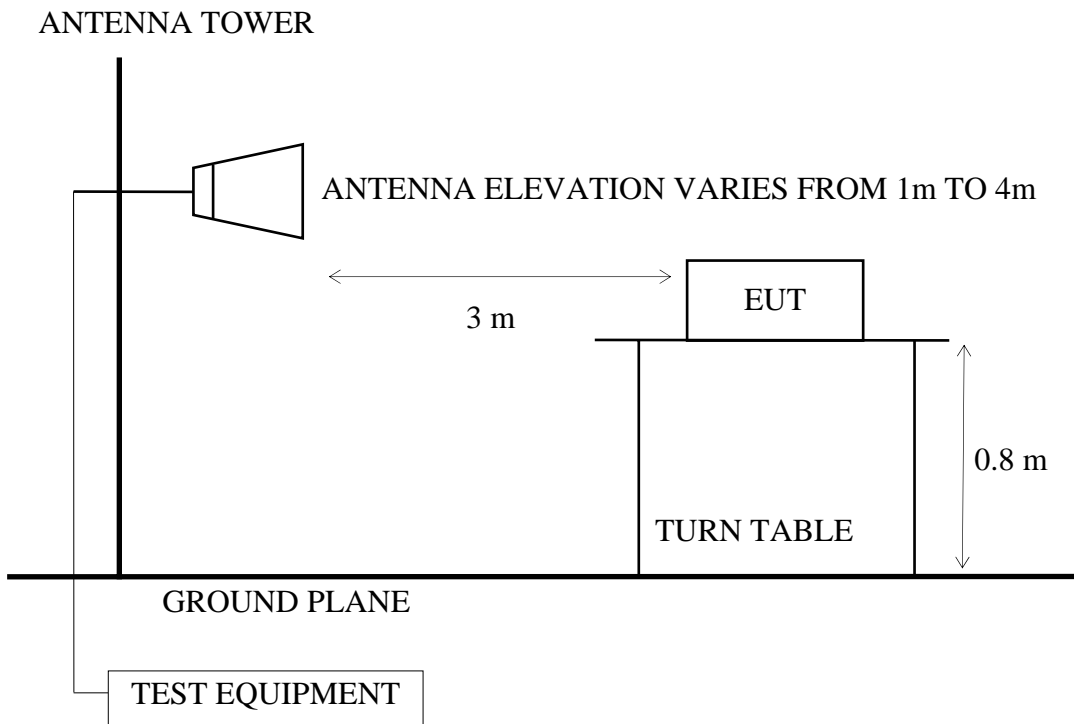 ANTENNA TOWER
ANTENNA ELEVATION VARIES FROM 1m TO 4m
EUT
3 m
0.8 m
TURN TABLE
GROUND PLANE
TEST EQUIPMENT